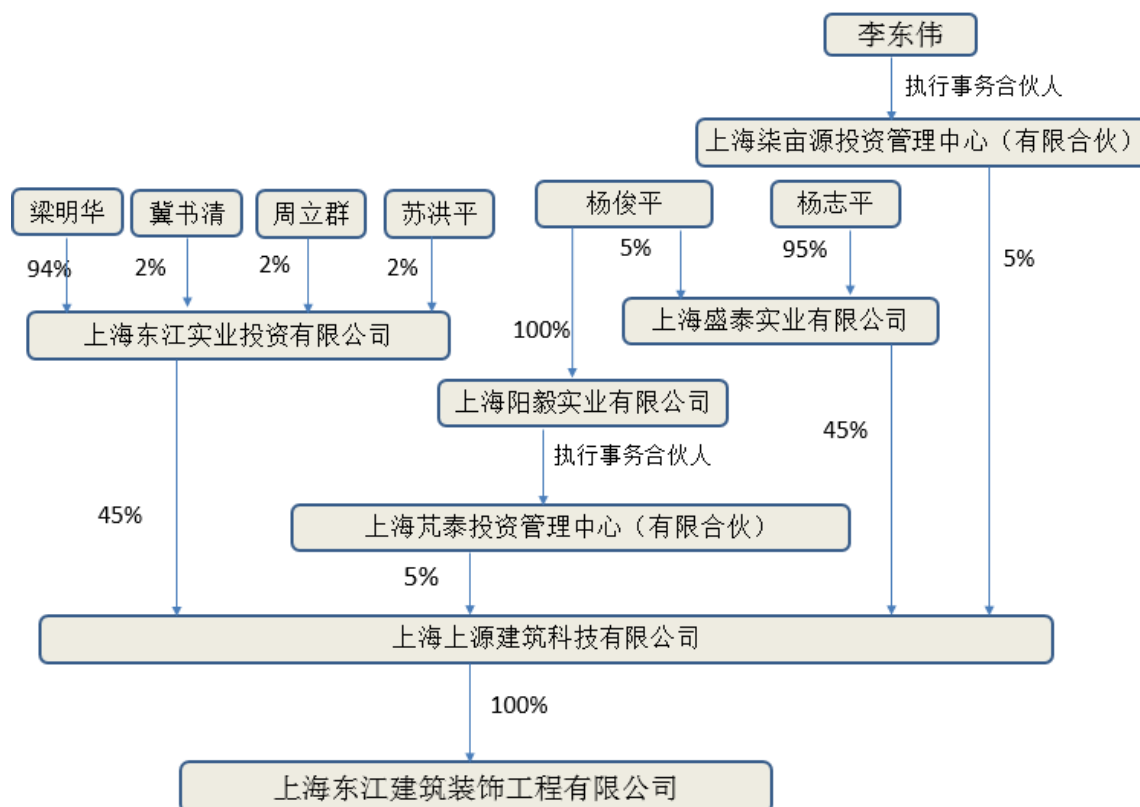 李东伟
执行事务合伙人
上海柒亩源投资管理中心（有限合伙）
梁明华
冀书清
周立群
苏洪平
杨俊平
杨志平
94%
2%
2%
2%
5%
95%
5%
上海东江实业投资有限公司
上海盛泰实业有限公司
100%
上海阳毅实业有限公司
45%
执行事务合伙人
45%
上海芃泰投资管理中心（有限合伙）
5%
上海上源建筑科技有限公司
100%
上海东江建筑装饰工程有限公司